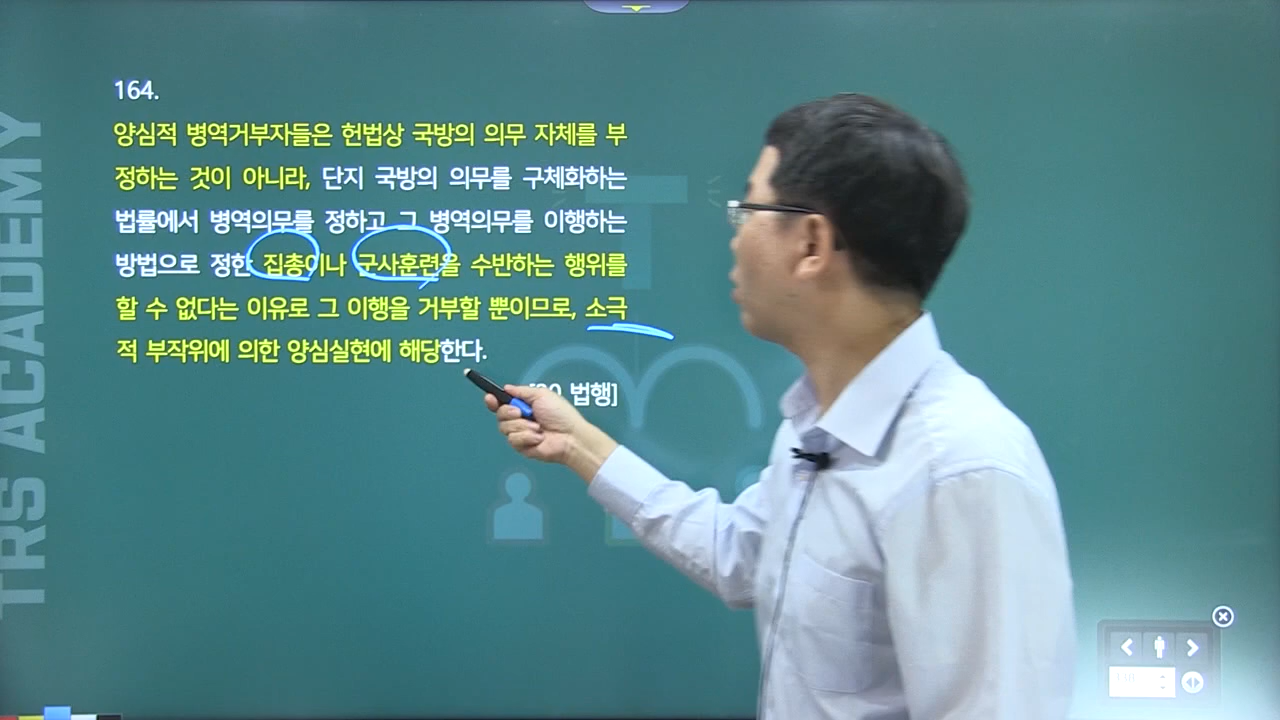 164.
양심적 병역거부자들은 헌법상 국방의 의무 자체를 부
정하는 것이 아니라, 단지 국방의 의무를 구체화하는
법률에서 병역의무를 정하고 그 병역의무를 이행하는
방법으로 정한 집총이나 군사훈련을 수반하는 행위를
할 수 없다는 이유로 그 이행을 거부할 뿐이므로, 소극
적 부작위에 의한 양심실현에 해당한다.
법행]
TRS ACADEMY